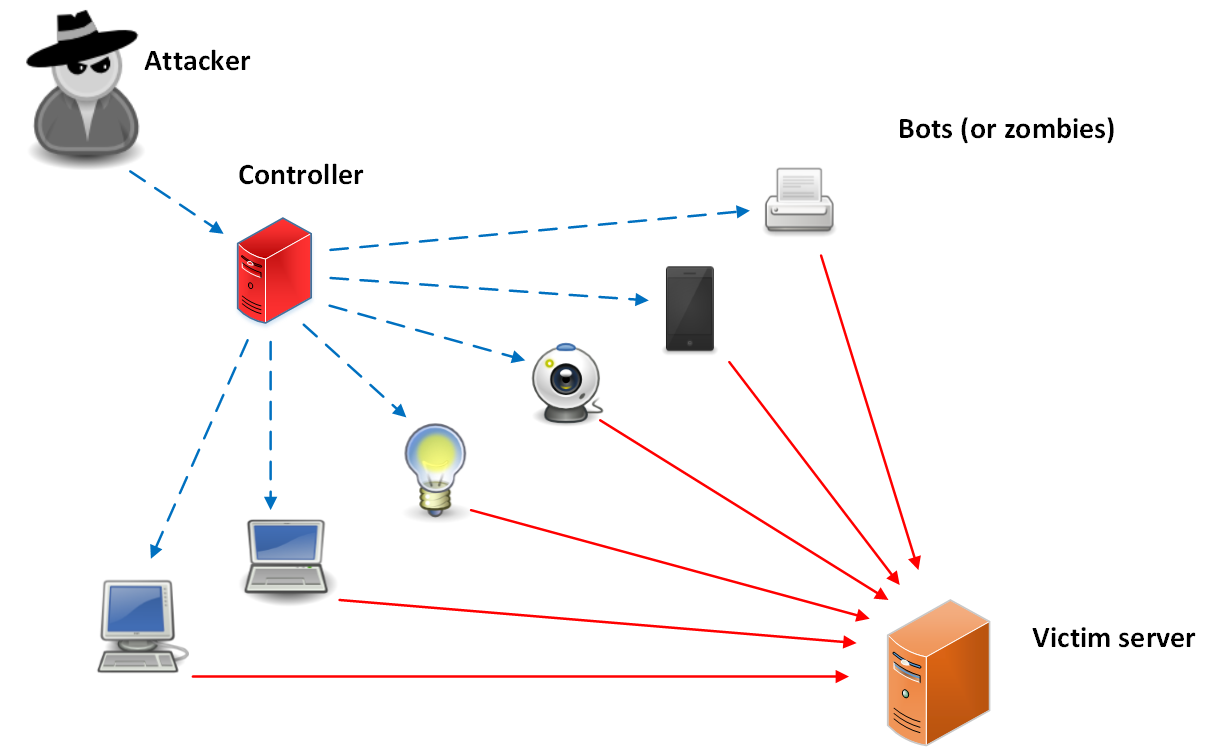 Attacker
Bots (or zombies)
Controller
Victim server